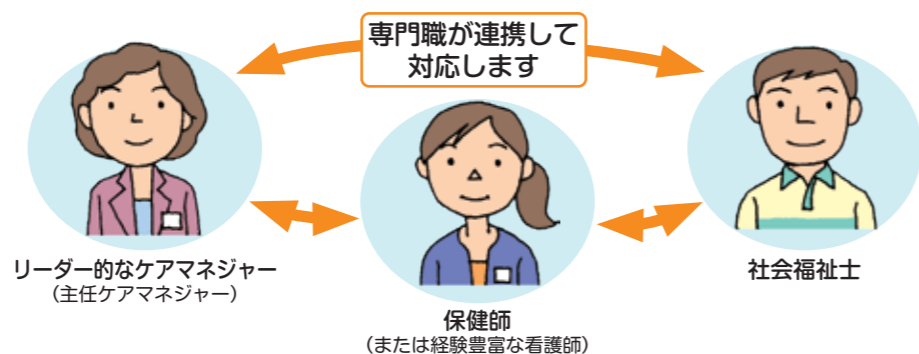 専門職が連携して
対応します
リーダー的なケアマネジャー
（主任ケアマネジャー）
保健師
（または経験豊富な看護師）
社会福祉士